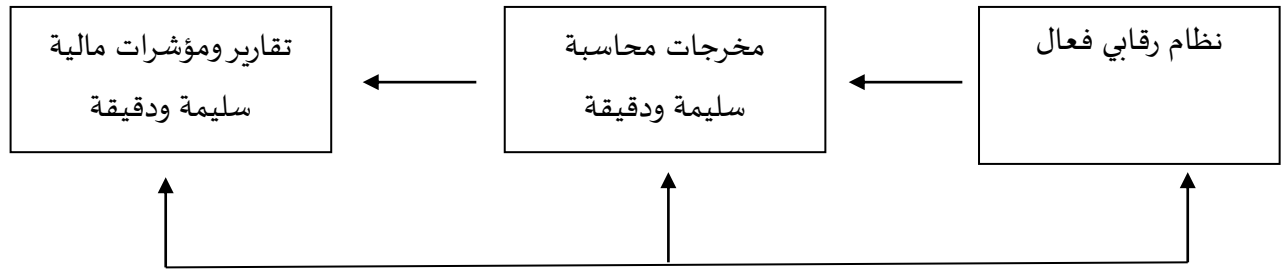 نظام رقابي فعال
مخرجات محاسبة
سليمة ودقيقة
تقارير ومؤشرات مالية
سليمة ودقيقة